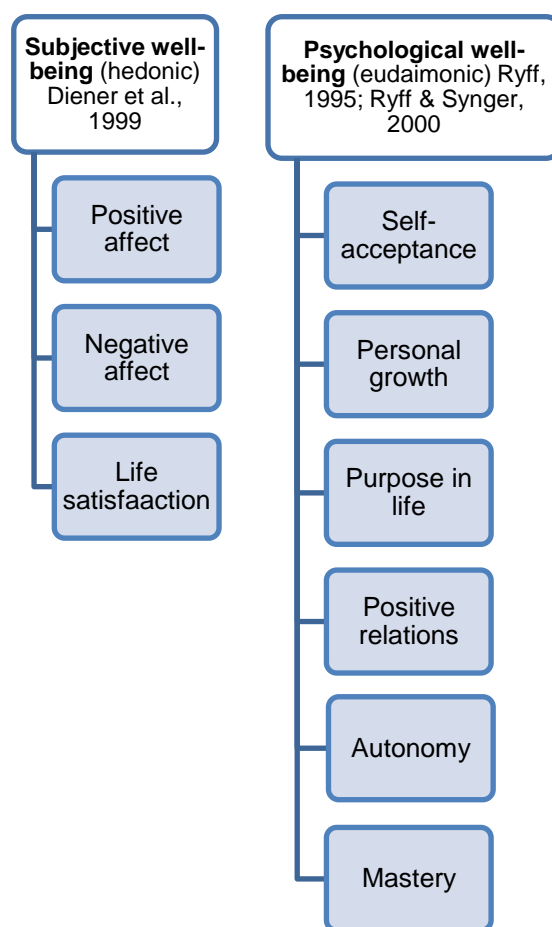 Subjective well-
being (hedonic)
Diener et al.,
1999
Positive
affect
Negative
affect
Life
satisfaaction
Psychological well-
being (eudaimonic) Ryff,
1995; Ryff & Synger,
2000
Self-
acceptance
Personal
growth
Purpose in
life
Positive
relations
Autonomy
Mastery